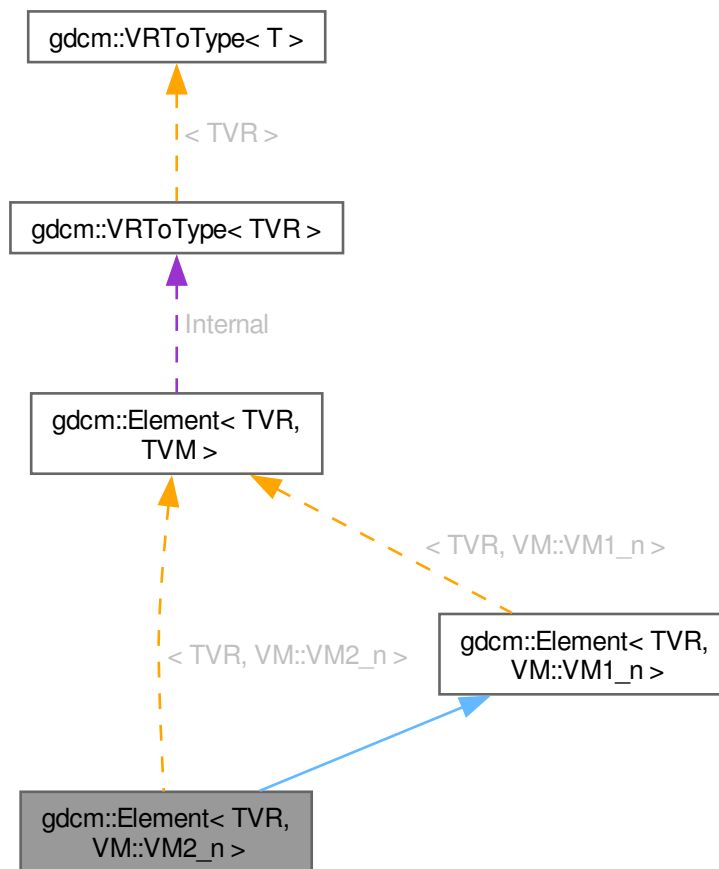 gdcm::VRToType< T >
< TVR >
gdcm::VRToType< TVR >
Internal
gdcm::Element< TVR,
TVM >
< TVR, VM::VM1_n >
gdcm::Element< TVR,
VM::VM1_n >
< TVR, VM::VM2_n >
gdcm::Element< TVR,
VM::VM2_n >